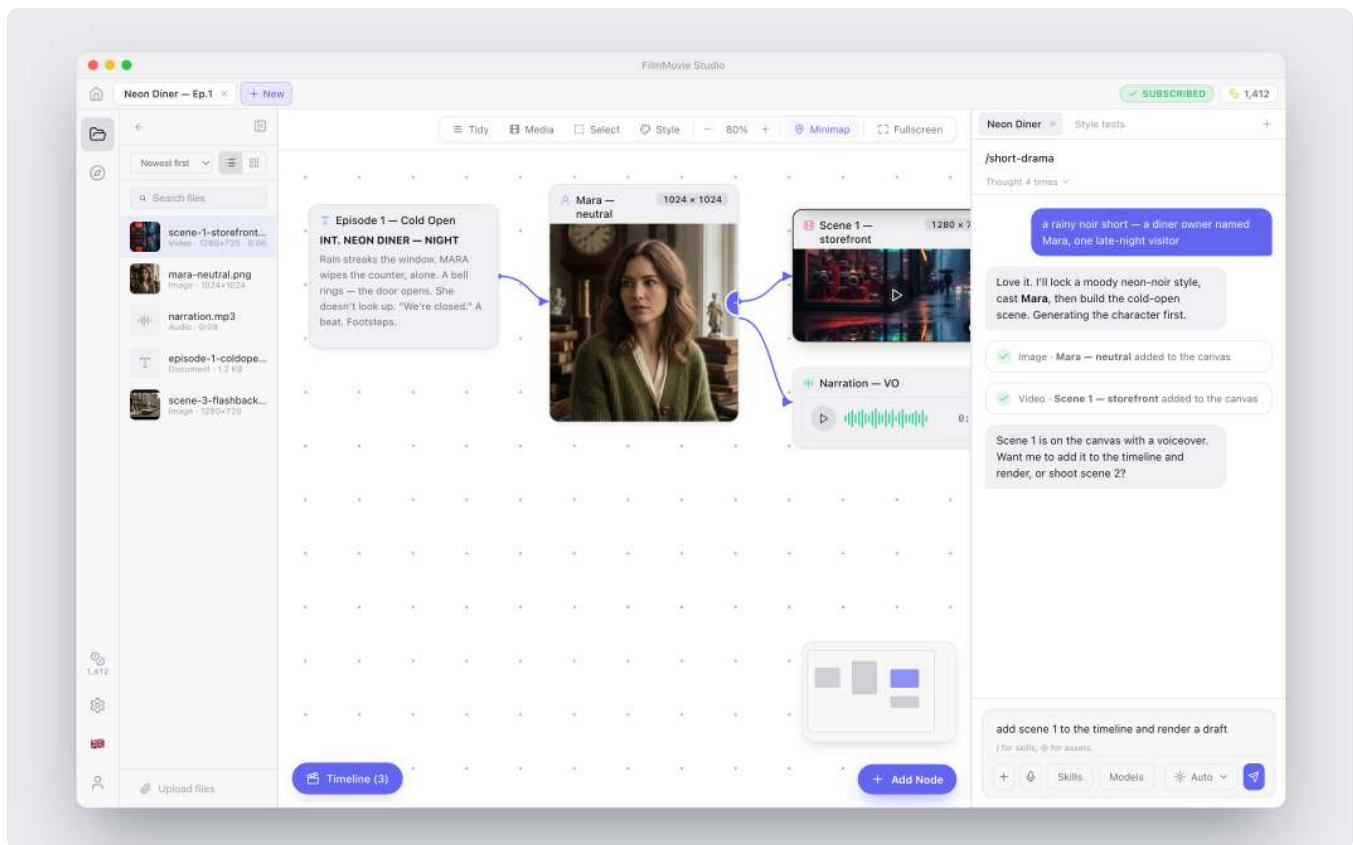 FilmMovie Studio
Neon Diner — Ep.1
+ New
SUBSCRIBED
1,412
Newest first
Search files
scene-1-storefront...
Video · 1280×720 · 0:06
mara-neutral.png
Image · 1024×1024
narration.mp3
Audio · 0:09
episode-1-coldope...
Document · 1.2 KB
scene-3-flashback...
Image · 1280×720
1,412
Upload files
Tidy
Media
Select
Style
− 80% +
Minimap
Fullscreen
Episode 1 — Cold Open
INT. NEON DINER — NIGHT
Rain streaks the window. MARA
wipes the counter, alone. A bell
rings — the door opens. She
doesn't look up. "We're closed." A
beat. Footsteps.
Mara —
neutral
1024 × 1024
Scene 1 —
storefront
1280 × 7
Narration — VO
0:
Timeline (3)
+ Add Node
Neon Diner
Style tests
/short-drama
Thought 4 times
a rainy noir short — a diner owner named
Mara, one late-night visitor
Love it. I'll lock a moody neon-noir style,
cast Mara, then build the cold-open
scene. Generating the character first.
Image · Mara — neutral added to the canvas
Video · Scene 1 — storefront added to the canvas
Scene 1 is on the canvas with a voiceover.
Want me to add it to the timeline and
render, or shoot scene 2?
add scene 1 to the timeline and render a draft
/ for skills, @ for assets.
Skills
Models
Auto